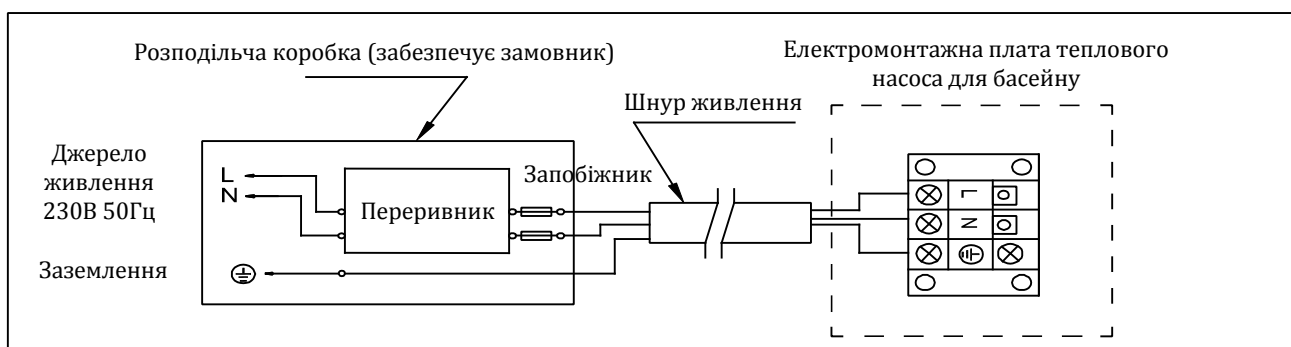 Розподільча коробка (забезпечує замовник)
Електромонтажна плата теплового
насоса для басейну
Шнур живлення
Джерело
живлення
230В 50Гц
L
N
Переривник
Запобіжник
Заземлення
L
N